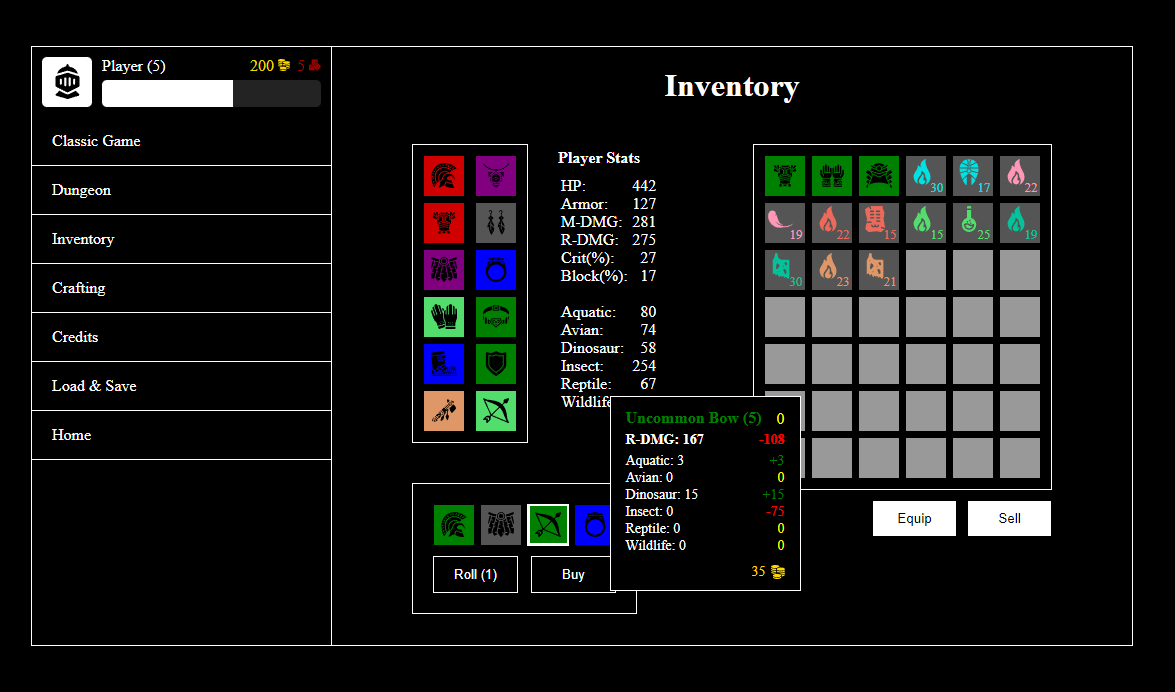 Player (5) 200 5
Classic Game
Dungeon
Inventory
Crafting
Credits
Load & Save
Home
Inventory
Player Stats
HP: 442
Armor: 127
M-DMG: 281
R-DMG: 275
Crit(%): 27
Block(%): 17
Aquatic: 80
Avian: 74
Dinosaur: 58
Insect: 254
Reptile: 67
Wildlife
30 17 22
19 22 15 15 25 19
30 23 21
Uncommon Bow (5) 0
R-DMG: 167 -108
Aquatic: 3 +3
Avian: 0 0
Dinosaur: 15 +15
Insect: 0 -75
Reptile: 0 0
Wildlife: 0 0
35
Roll (1) Buy
Equip Sell